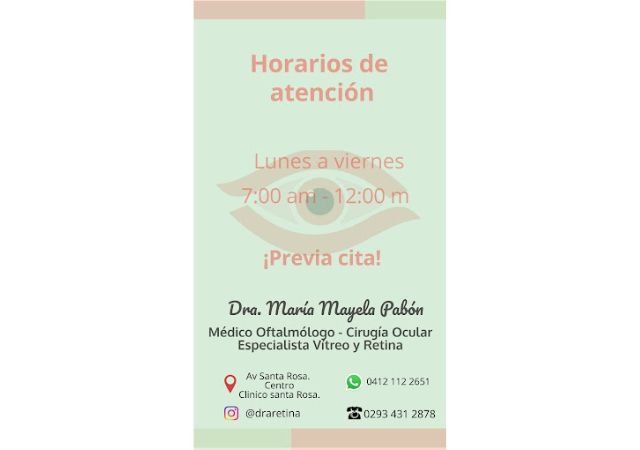 Horarios de
atención
Lunes a viernes
7:00 am - 12:00 m
¡Previa cita!
Dra. María Mayela Pabón
Médico Oftalmólogo - Cirugía Ocular
Especialista Vitreo y Retina
Av Santa Rosa.
Centro
Clinico santa Rosa.
0412 112 2651
@draretina
0293 431 2878